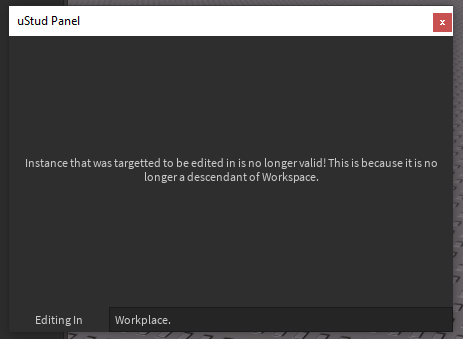 uStud Panel
x
Instance that was targetted to be edited in is no longer valid! This is because it is no
longer a descendant of Workspace.
Editing In
Workplace.